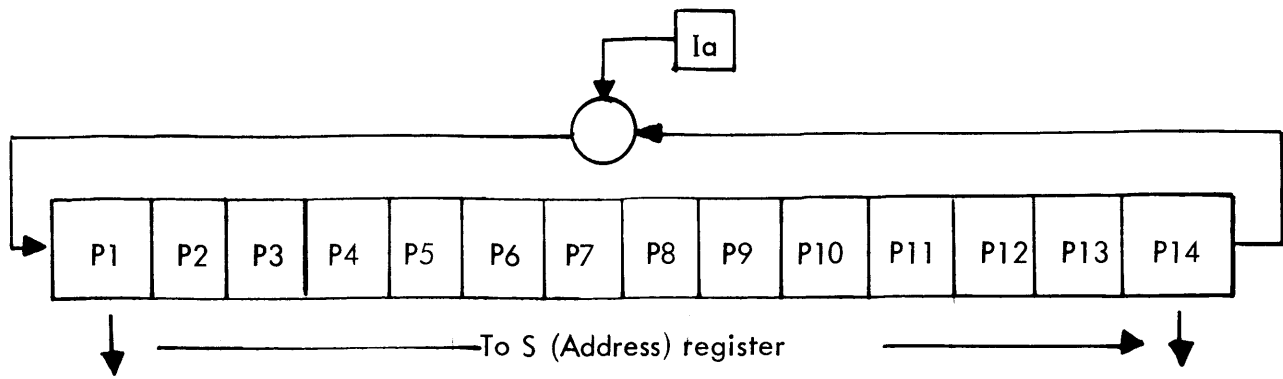 Ia
P1 P2 P3 P4 P5 P6 P7 P8 P9 P10 P11 P12 P13 P14
To S (Address) register